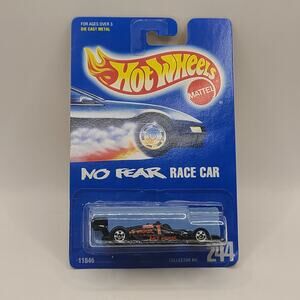 FOR AGES OVER 3
DIE CAST METAL
HOT WHEELS
MATTEL
NO FEAR RACE CAR
11846
COLLECTOR NO.
244